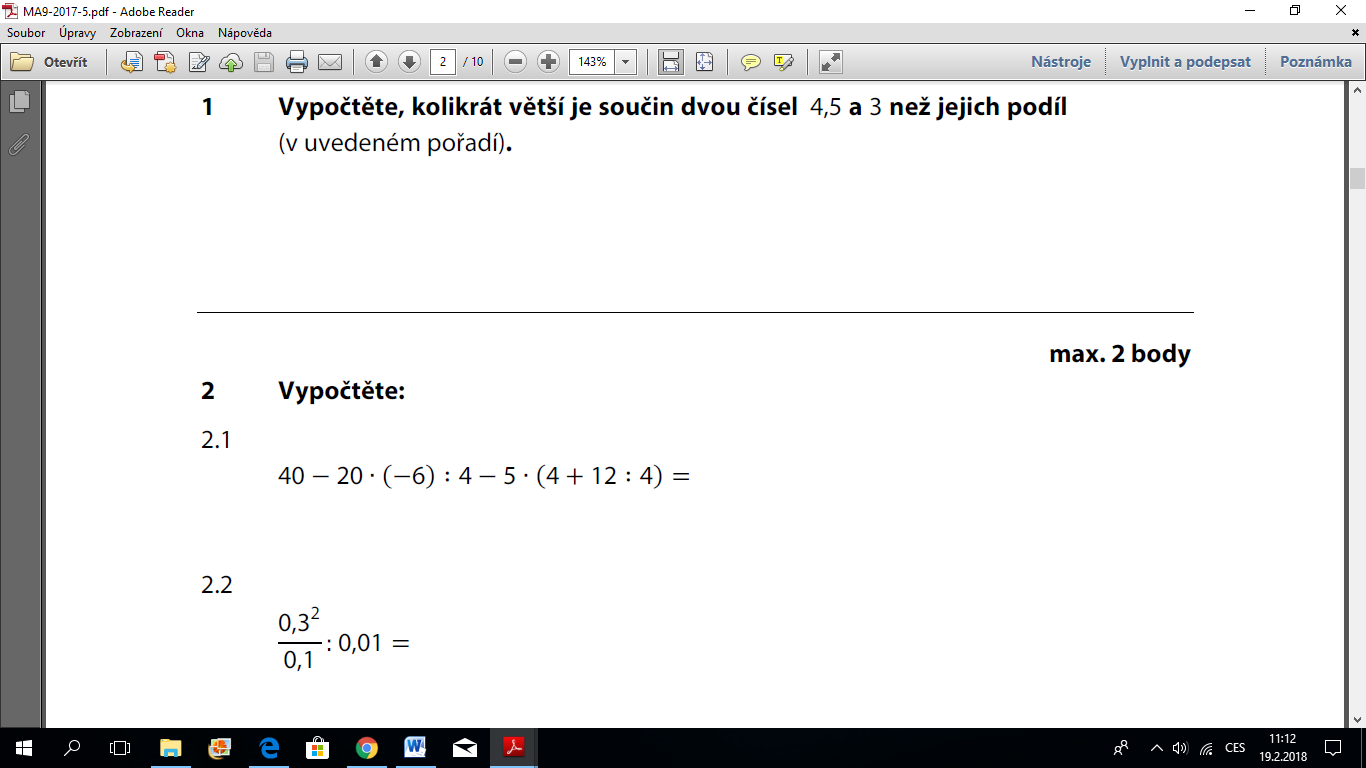 MA9-2017-5.pdf - Adobe Reader
Soubor Úpravy Zobrazení Okna Nápověda
Otevřít 2 / 10 143% Nástroje Vyplnit a podepsat Poznámka
1 Vypočtěte, kolikrát větší je součin dvou čísel 4,5 a 3 než jejich podíl
(v uvedeném pořadí).
max. 2 body
2 Vypočtěte:
2.1
40 − 20 · (−6) : 4 − 5 · (4 + 12 : 4) =
2.2
0,3²
0,1 : 0,01 =
CES
11:12
19.2.2018